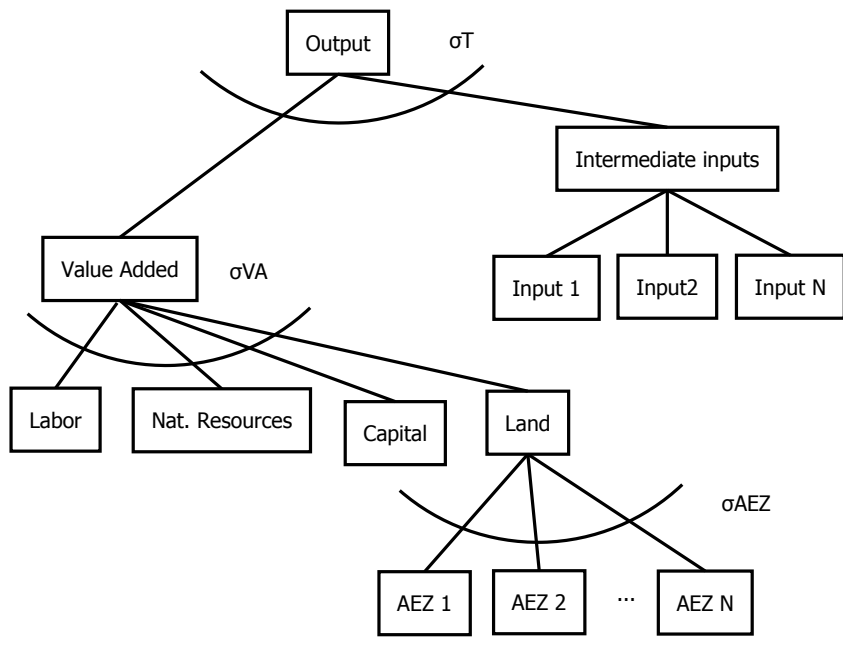 Output
σT
Intermediate inputs
Value Added
σVA
Input 1
Input2
Input N
Labor
Nat. Resources
Capital
Land
σAEZ
AEZ 1
AEZ 2
...
AEZ N